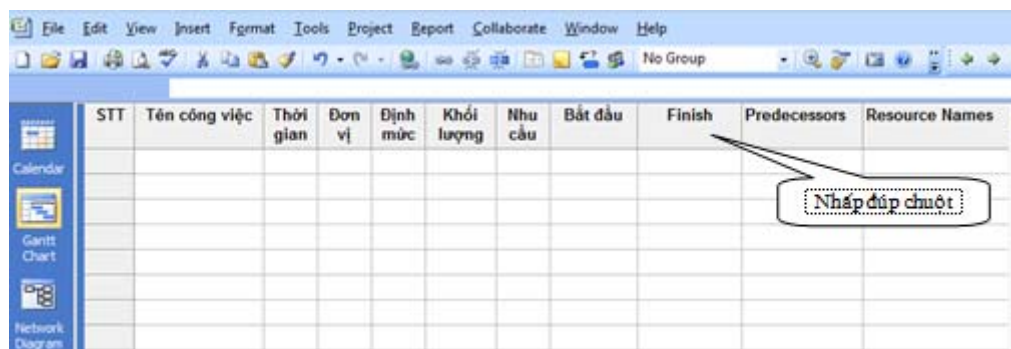 File Edit View Insert Format Tools Project Report Collaborate Window Help
No Group
STT Tên công việc Thời gian Đơn vị Định mức Khối lượng Nhu cầu Bắt đầu Finish Predecessors Resource Names
Calendar
Nhấp đúp chuột
Gantt
Chart
Network
Diagram